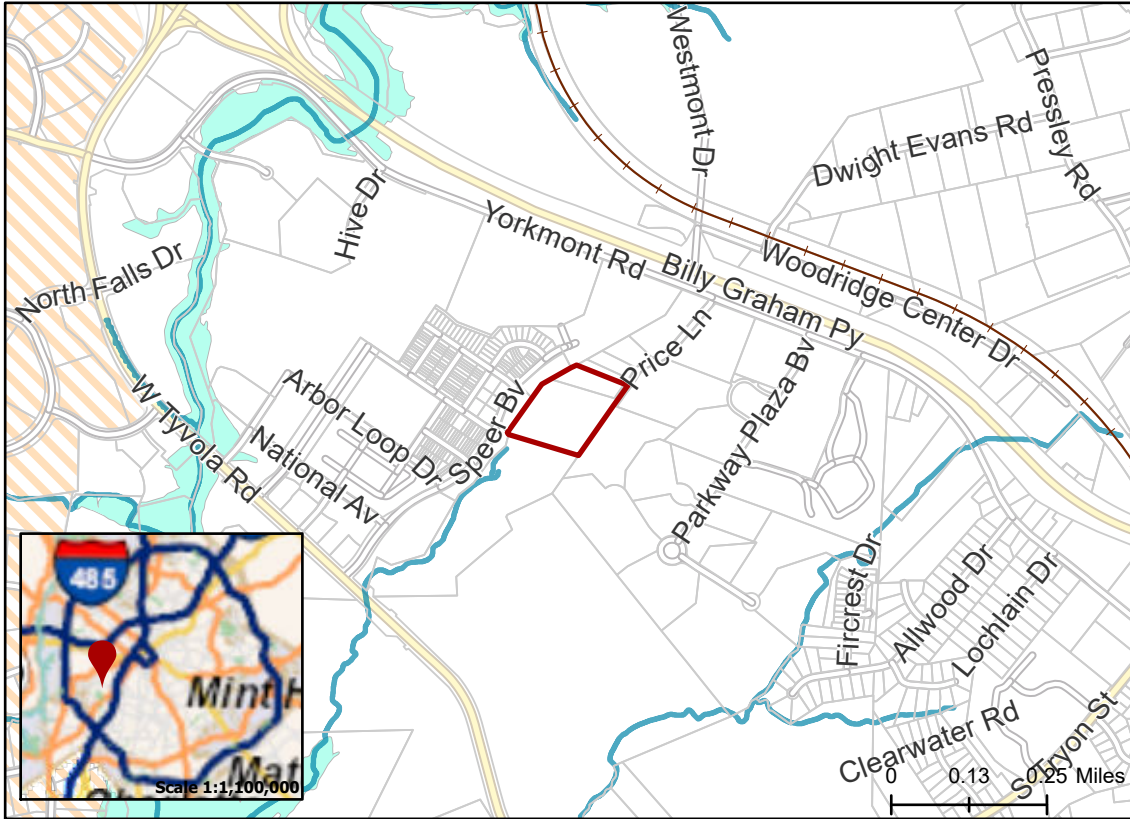 Westmont Dr
Pressley Rd
Dwight Evans Rd
Hive Dr
Yorkmont Rd
Billy Graham Py
Woodridge Center Dr
North Falls Dr
Price Ln
Parkway Plaza Bv
W Tyvola Rd
Arbor Loop Dr
National Av
Speer Bv
Fircrest Dr
Allwood Dr
Lochlain Dr
Clearwater Rd
S Tryon St
485
Mint H
Mat
Scale 1:1,100,000
0 0.13 0.25 Miles